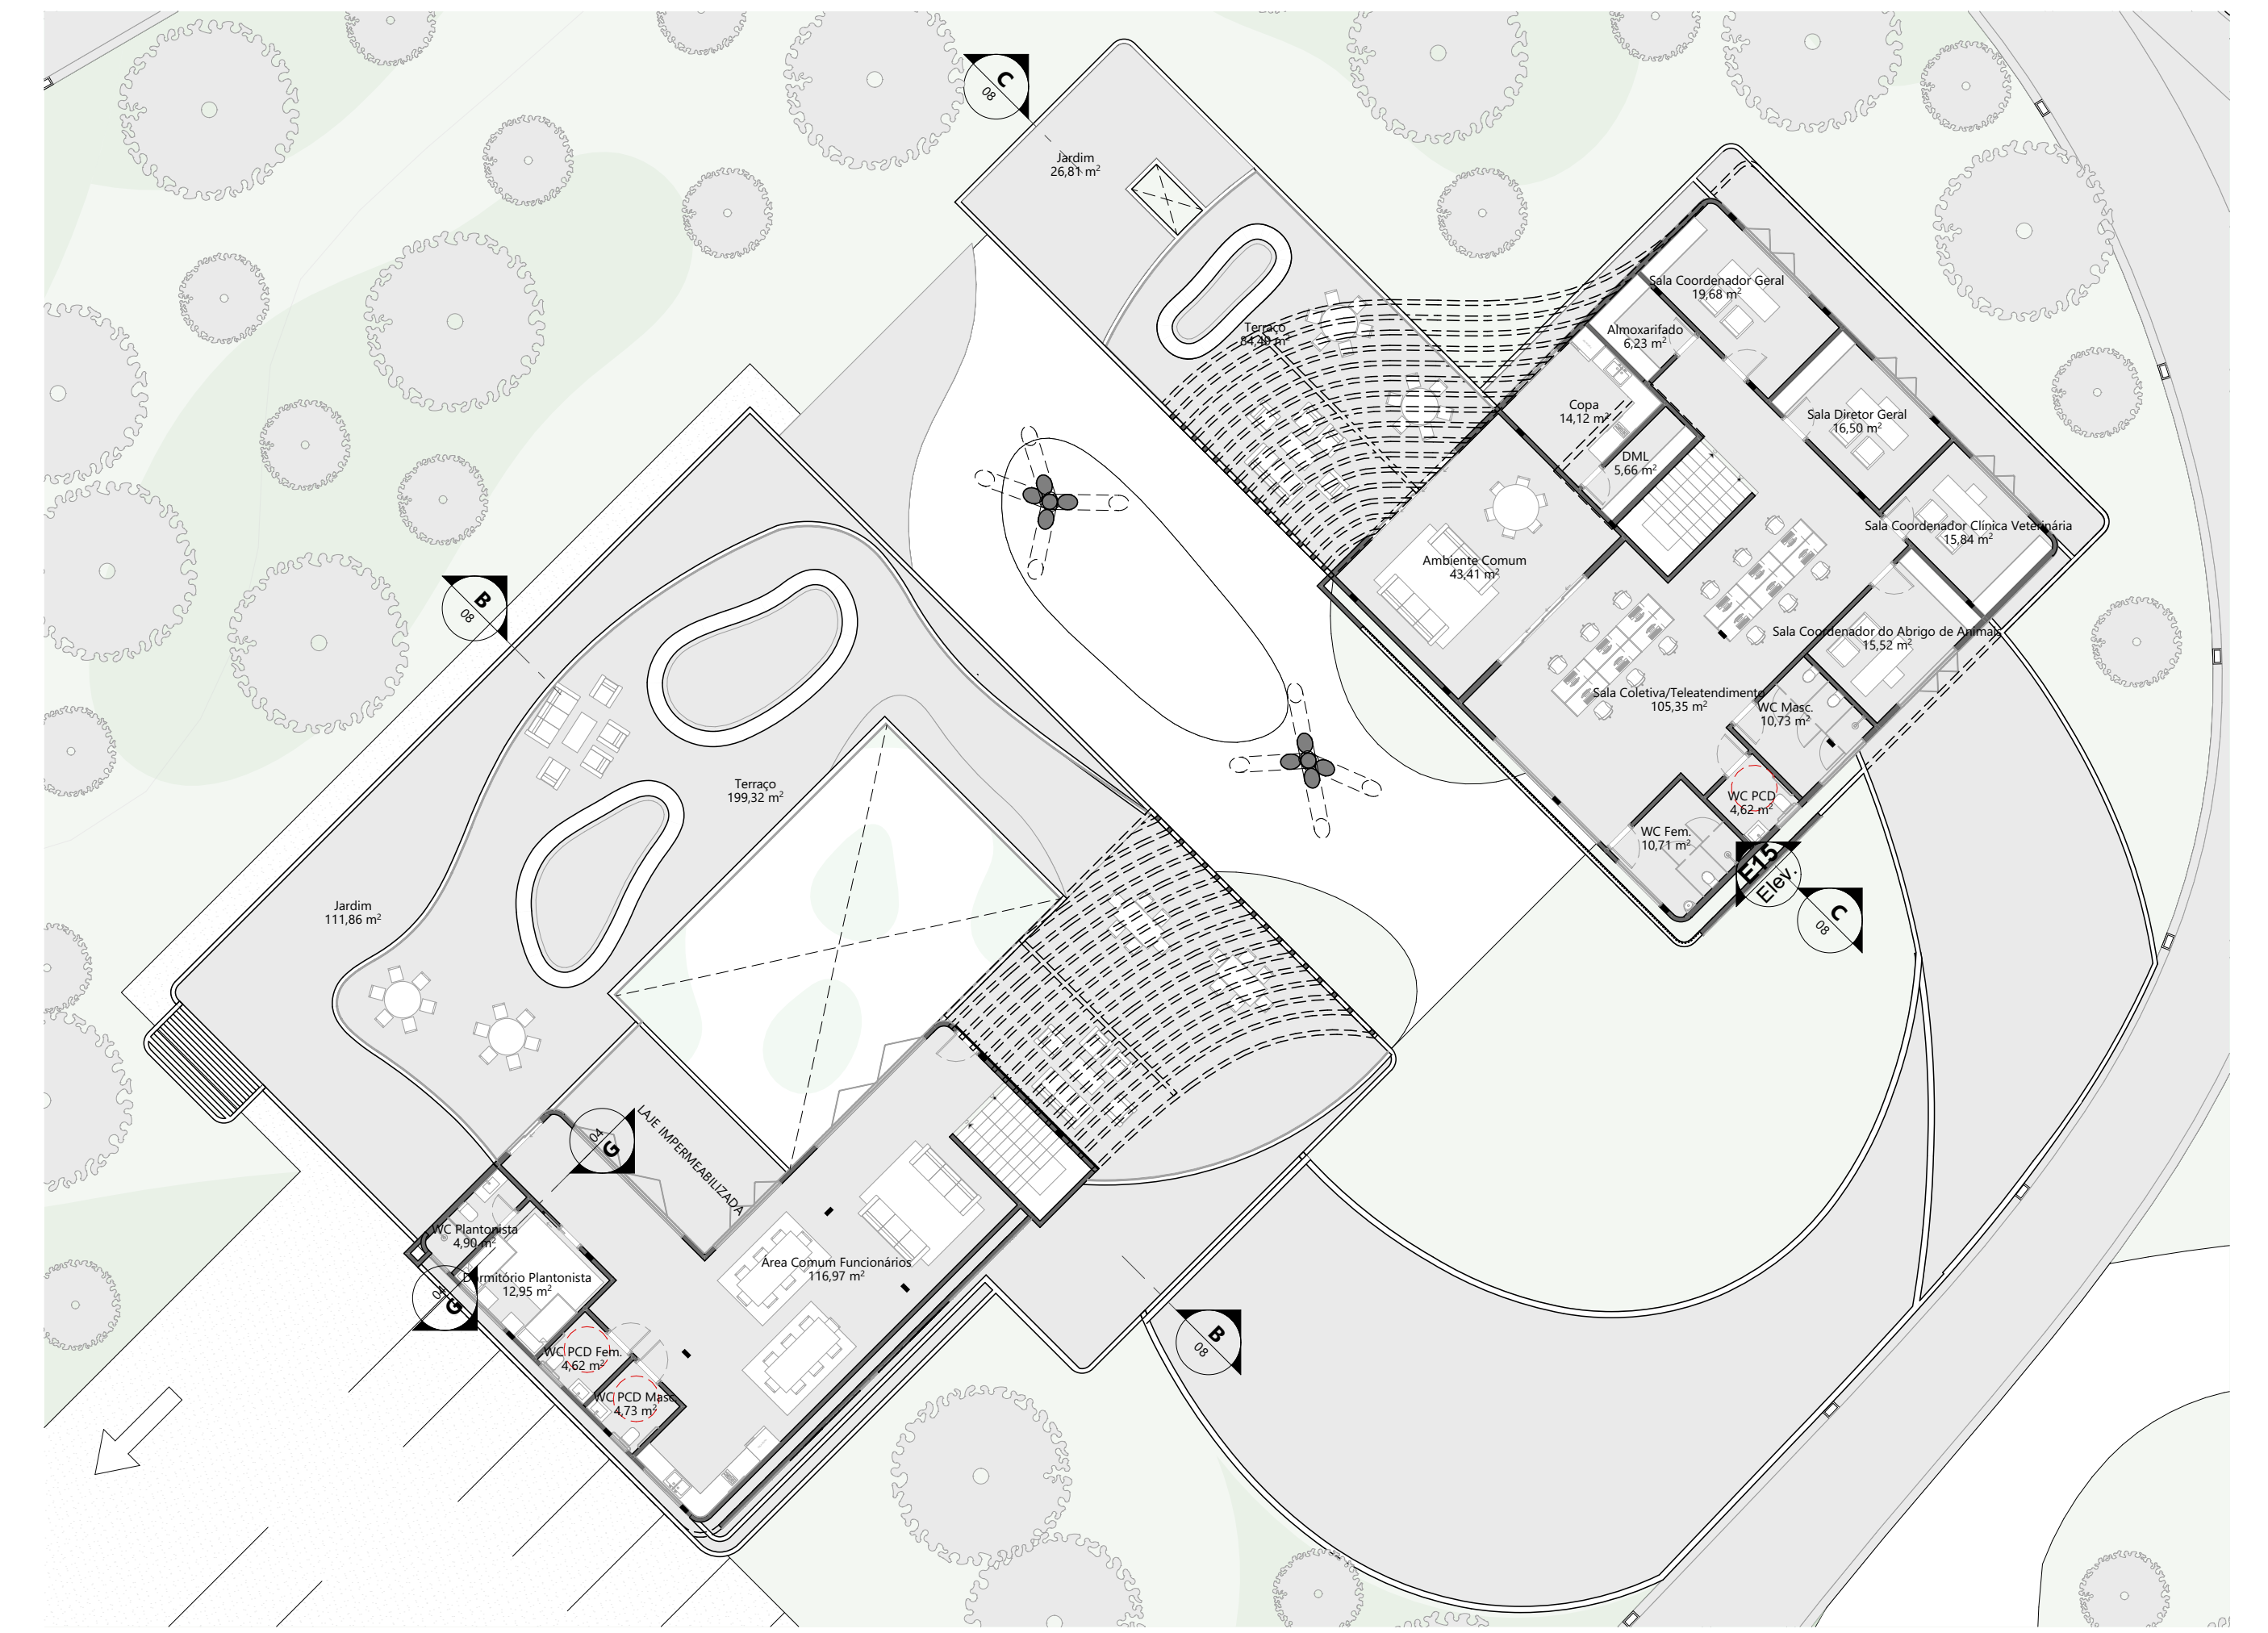 C
08
Jardim
26,81 m²
Sala Coordenador Geral
19,68 m²
Terraço
84,40 m²
Almoxarifado
6,23 m²
Copa
14,12 m²
Sala Diretor Geral
16,50 m²
DML
5,66 m²
Sala Coordenador Clínica Veterinária
15,84 m²
Ambiente Comum
43,41 m²
B
08
Sala Coordenador do Abrigo de Animais
15,52 m²
Sala Coletiva/Teleatendimento
105,35 m²
WC Masc.
10,73 m²
Terraço
199,32 m²
WC PCD
4,62 m²
WC Fem.
10,71 m²
E15
Elev.
Jardim
111,86 m²
C
08
04
G
LAJE IMPERMEABILIZADA
WC Plantonista
4,90 m²
Área Comum Funcionários
116,97 m²
Dormitório Plantonista
12,95 m²
04
G
B
08
WC PCD Fem.
4,62 m²
WC PCD Masc.
4,73 m²